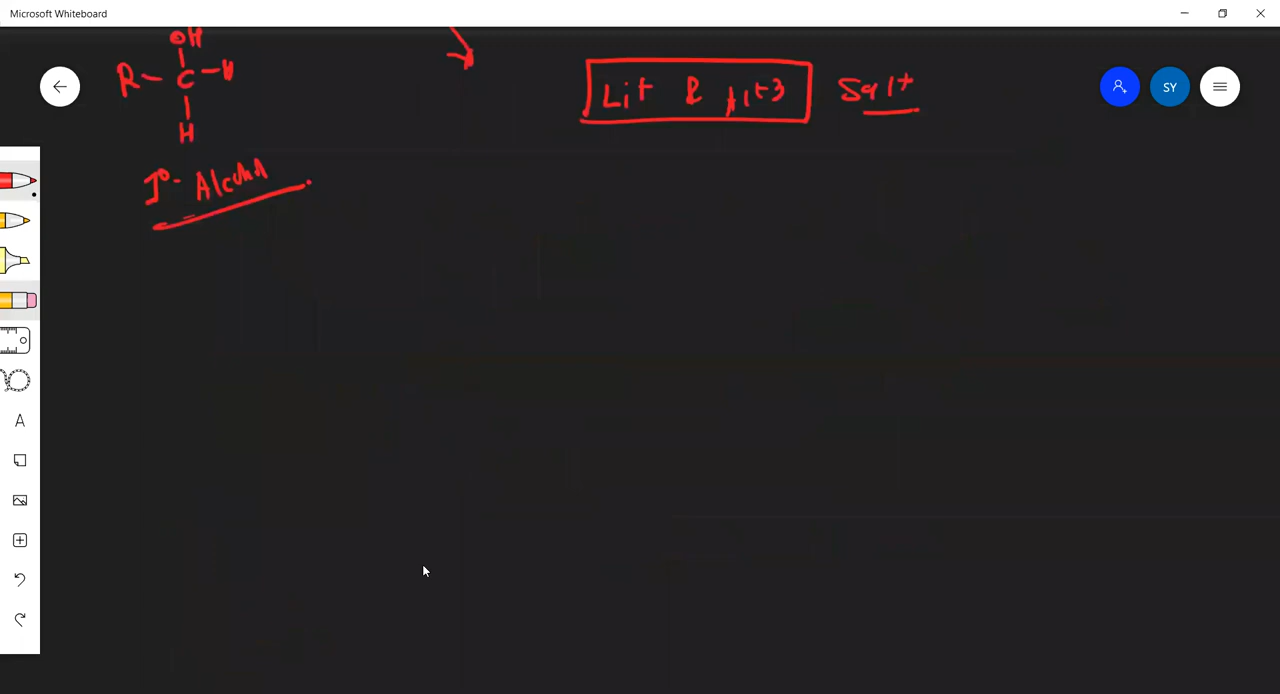 Microsoft Whiteboard
OH
R - C - H
H
1° - Alcohol
Li+ & Al+3 Salt
SY
A